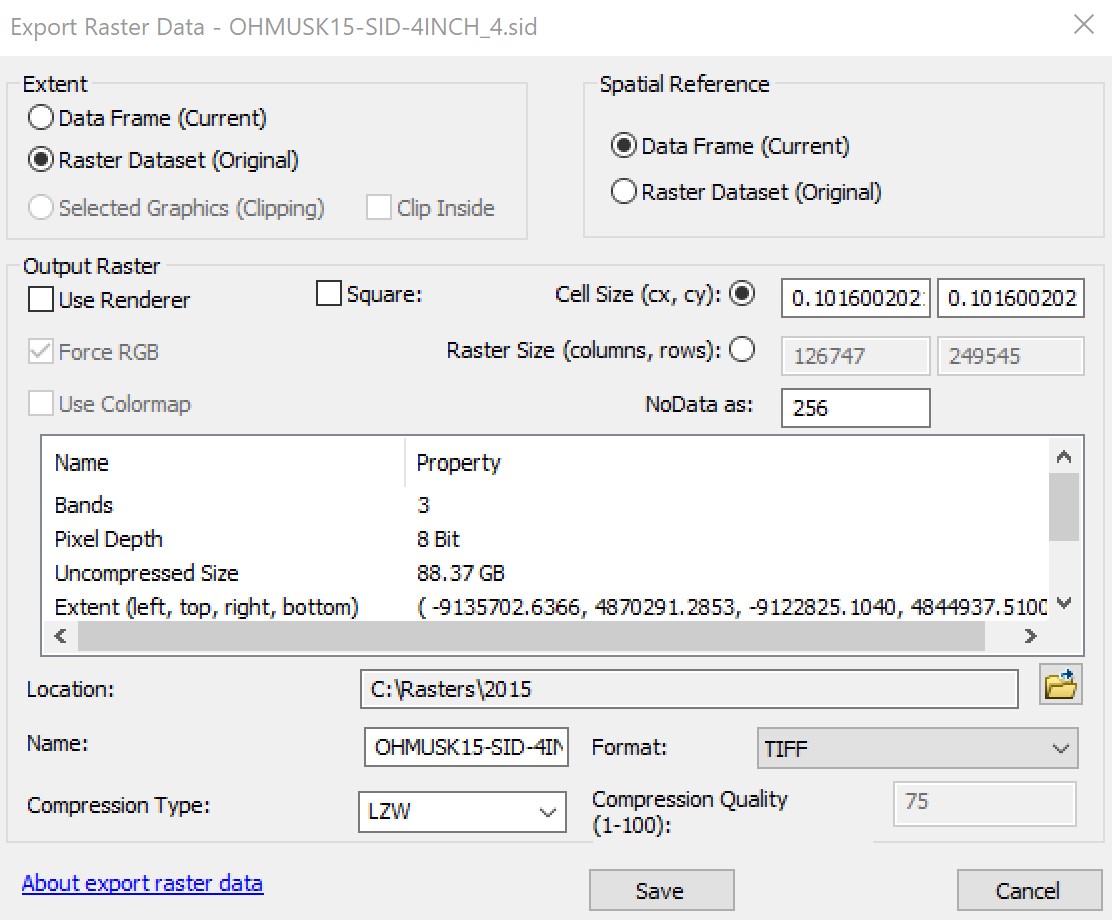 Export Raster Data - OHMUSK15-SID-4INCH_4.sid
Extent
Data Frame (Current)
Raster Dataset (Original)
Selected Graphics (Clipping) Clip Inside
Spatial Reference
Data Frame (Current)
Raster Dataset (Original)
Output Raster
Use Renderer Square: Cell Size (cx, cy): 0.101600202 0.101600202
Force RGB Raster Size (columns, rows): 126747 249545
Use Colormap NoData as: 256
Name Property
Bands 3
Pixel Depth 8 Bit
Uncompressed Size 88.37 GB
Extent (left, top, right, bottom) ( -9135702.6366, 4870291.2853, -9122825.1040, 4844937.5100
Location: C:\Rasters\2015
Name: OHMUSK15-SID-4IN Format: TIFF
Compression Type: LZW Compression Quality
(1-100): 75
About export raster data Save Cancel